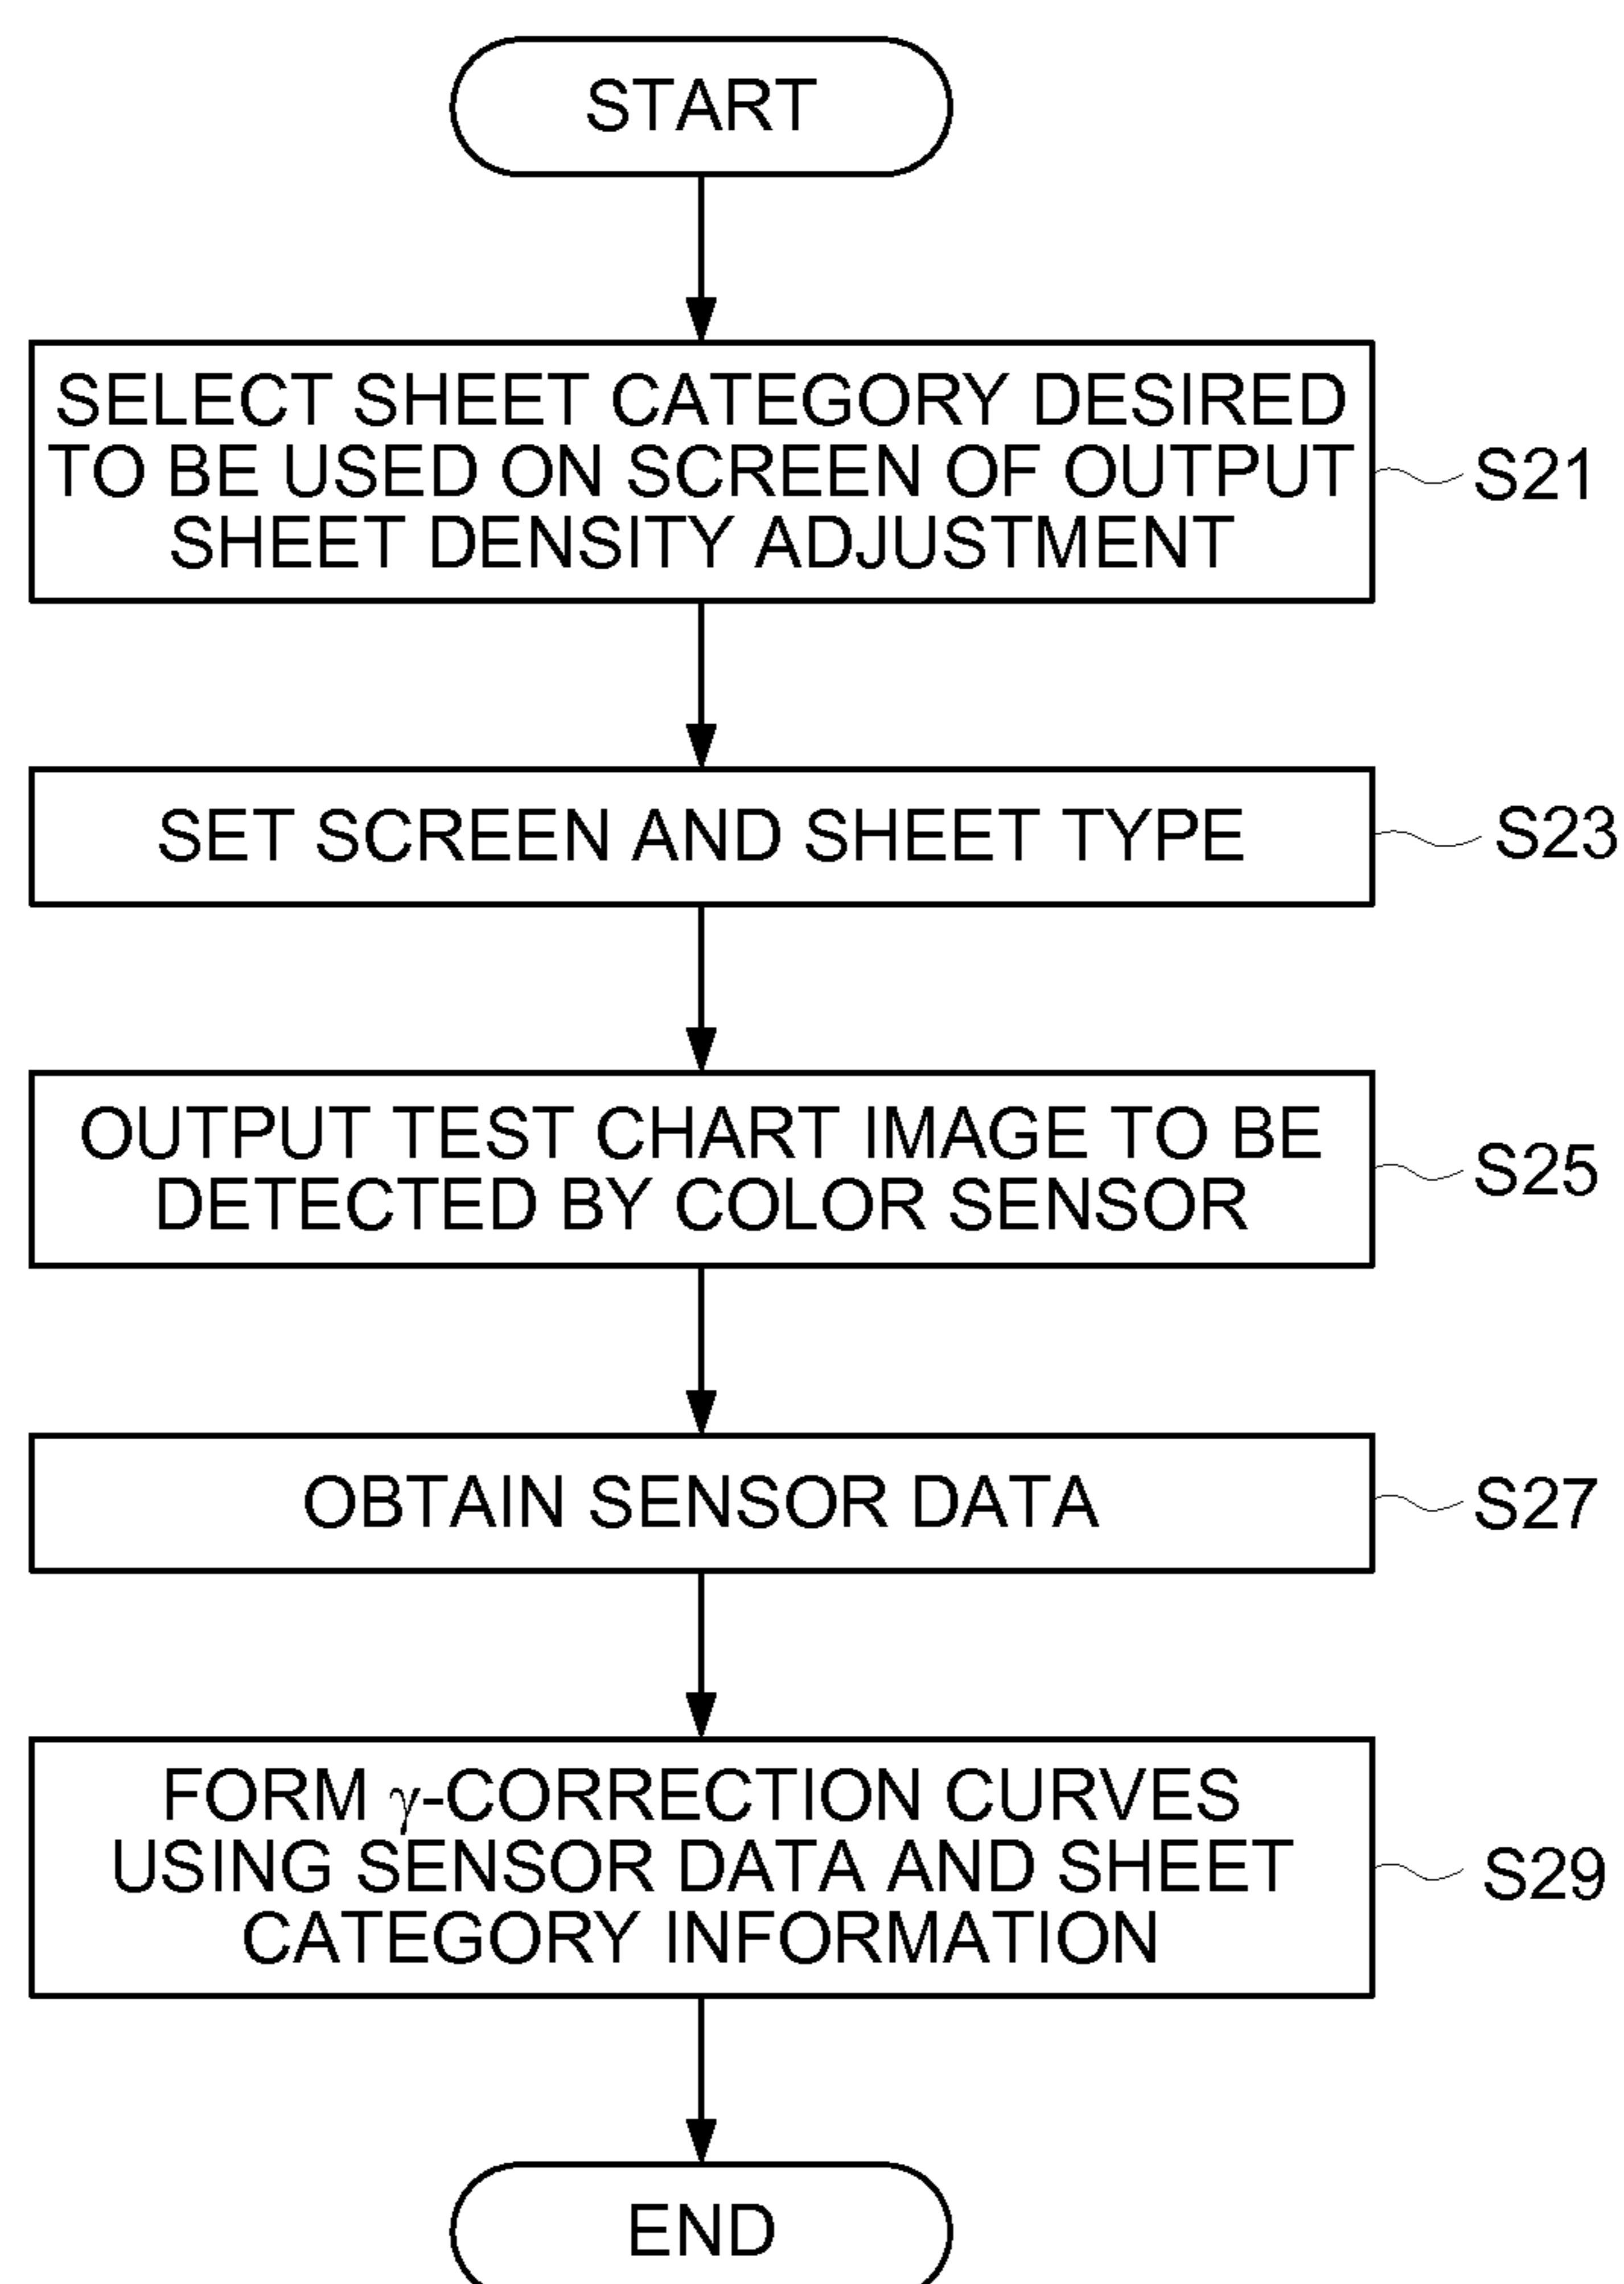 START
SELECT SHEET CATEGORY DESIRED
TO BE USED ON SCREEN OF OUTPUT
SHEET DENSITY ADJUSTMENT
S21
SET SCREEN AND SHEET TYPE
S23
OUTPUT TEST CHART IMAGE TO BE
DETECTED BY COLOR SENSOR
S25
OBTAIN SENSOR DATA
S27
FORM γ-CORRECTION CURVES
USING SENSOR DATA AND SHEET
CATEGORY INFORMATION
S29
END